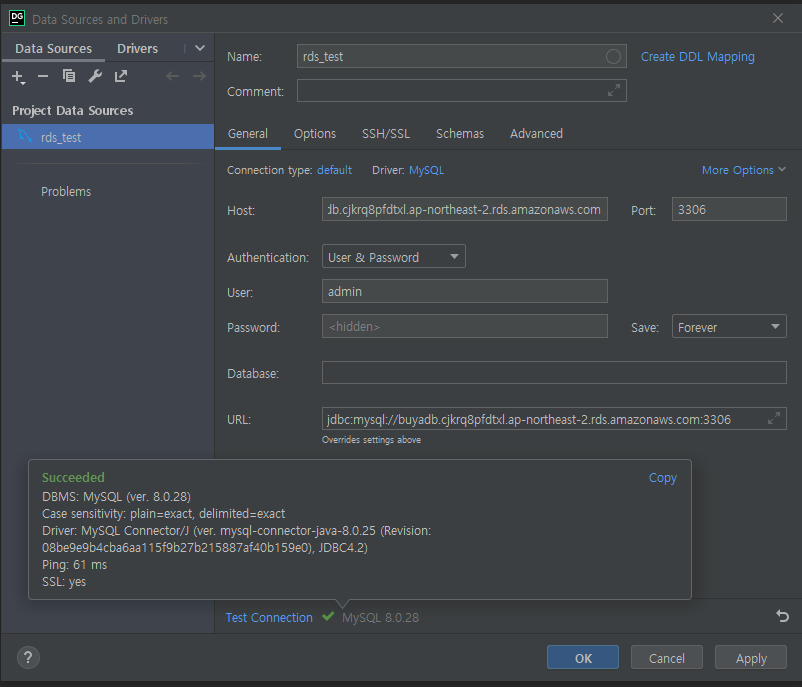 DG Data Sources and Drivers
Data Sources Drivers
Project Data Sources
rds_test
Problems
Name: rds_test Create DDL Mapping
Comment:
General Options SSH/SSL Schemas Advanced
Connection type: default Driver: MySQL More Options
Host: db.cjkrq8pfdtxl.ap-northeast-2.rds.amazonaws.com Port: 3306
Authentication: User & Password
User: admin
Password: <hidden> Save: Forever
Database:
URL: jdbc:mysql://buyadb.cjkrq8pfdtxl.ap-northeast-2.rds.amazonaws.com:3306
Overrides settings above
Succeeded Copy
DBMS: MySQL (ver. 8.0.28)
Case sensitivity: plain=exact, delimited=exact
Driver: MySQL Connector/J (ver. mysql-connector-java-8.0.25 (Revision:
08be9e9b4cba6aa115f9b27b215887af40b159e0), JDBC4.2)
Ping: 61 ms
SSL: yes
Test Connection MySQL 8.0.28
? OK Cancel Apply